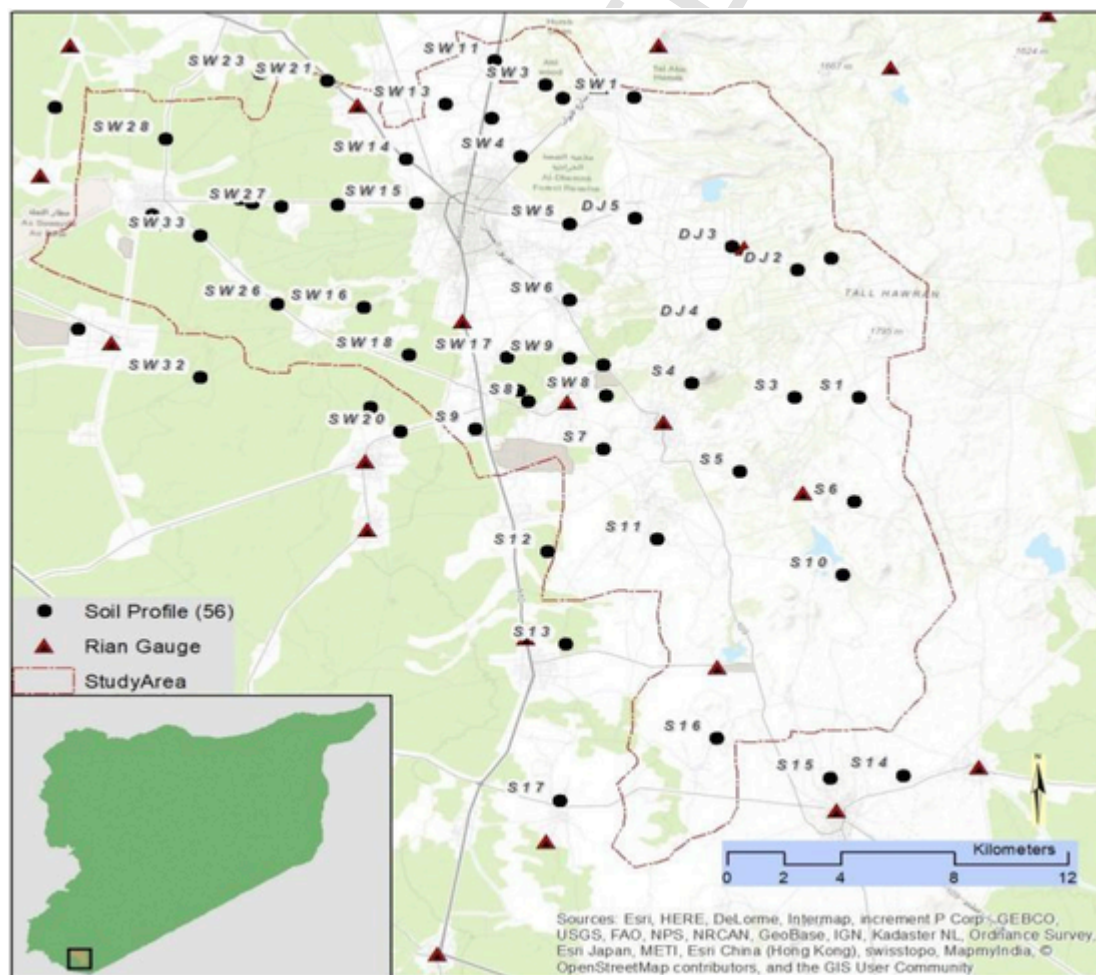 SW11
SW23
SW21
SW3
SW1
SW13
SW28
SW4
SW14
SW15
SW27
SW5
DJ5
SW33
DJ3
DJ2
TALL HAWRAN
SW26
SW16
SW6
DJ4
1795 m
SW18
SW17
SW9
SW32
S8
SW8
S4
S3
S1
SW20
S9
S7
S5
S6
S11
S12
S10
S13
S16
S15
S14
S17
Soil Profile (56)
Rian Gauge
StudyArea
N
Kilometers
0 2 4 8 12
Sources: Esri, HERE, DeLorme, Intermap, increment P Corp., GEBCO,
USGS, FAO, NPS, NRCAN, GeoBase, IGN, Kadaster NL, Ordnance Survey,
Esri Japan, METI, Esri China (Hong Kong), swisstopo, MapmyIndia, ©
OpenStreetMap contributors, and the GIS User Community